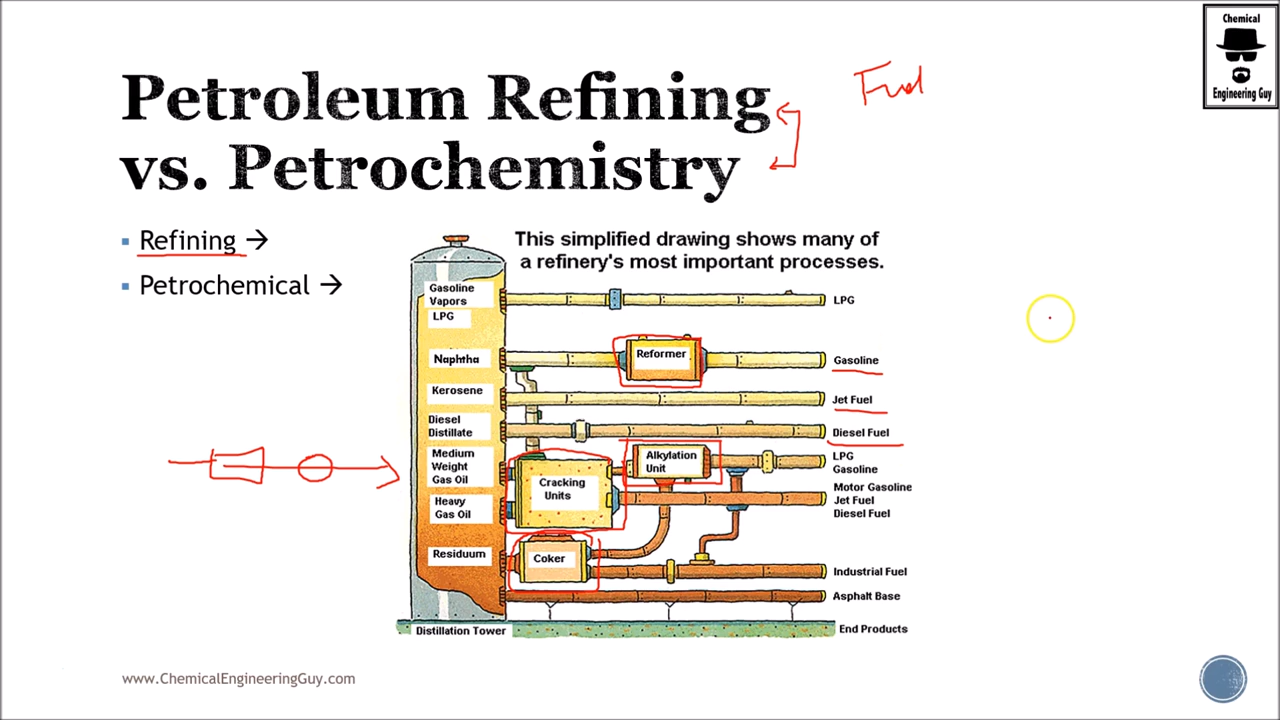 Chemical
Engineering Guy
Fuel
Petroleum Refining
vs. Petrochemistry
▪ Refining →
▪ Petrochemical →
This simplified drawing shows many of
a refinery's most important processes.
Gasoline
Vapors
LPG
LPG
Naphtha
Reformer
Gasoline
Kerosene
Jet Fuel
Diesel
Distillate
Diesel Fuel
Medium
Weight
Gas Oil
Alkylation
Unit
LPG
Gasoline
Cracking
Units
Motor Gasoline
Jet Fuel
Diesel Fuel
Heavy
Gas Oil
Residuum
Coker
Industrial Fuel
Asphalt Base
Distillation Tower
End Products
www.ChemicalEngineeringGuy.com